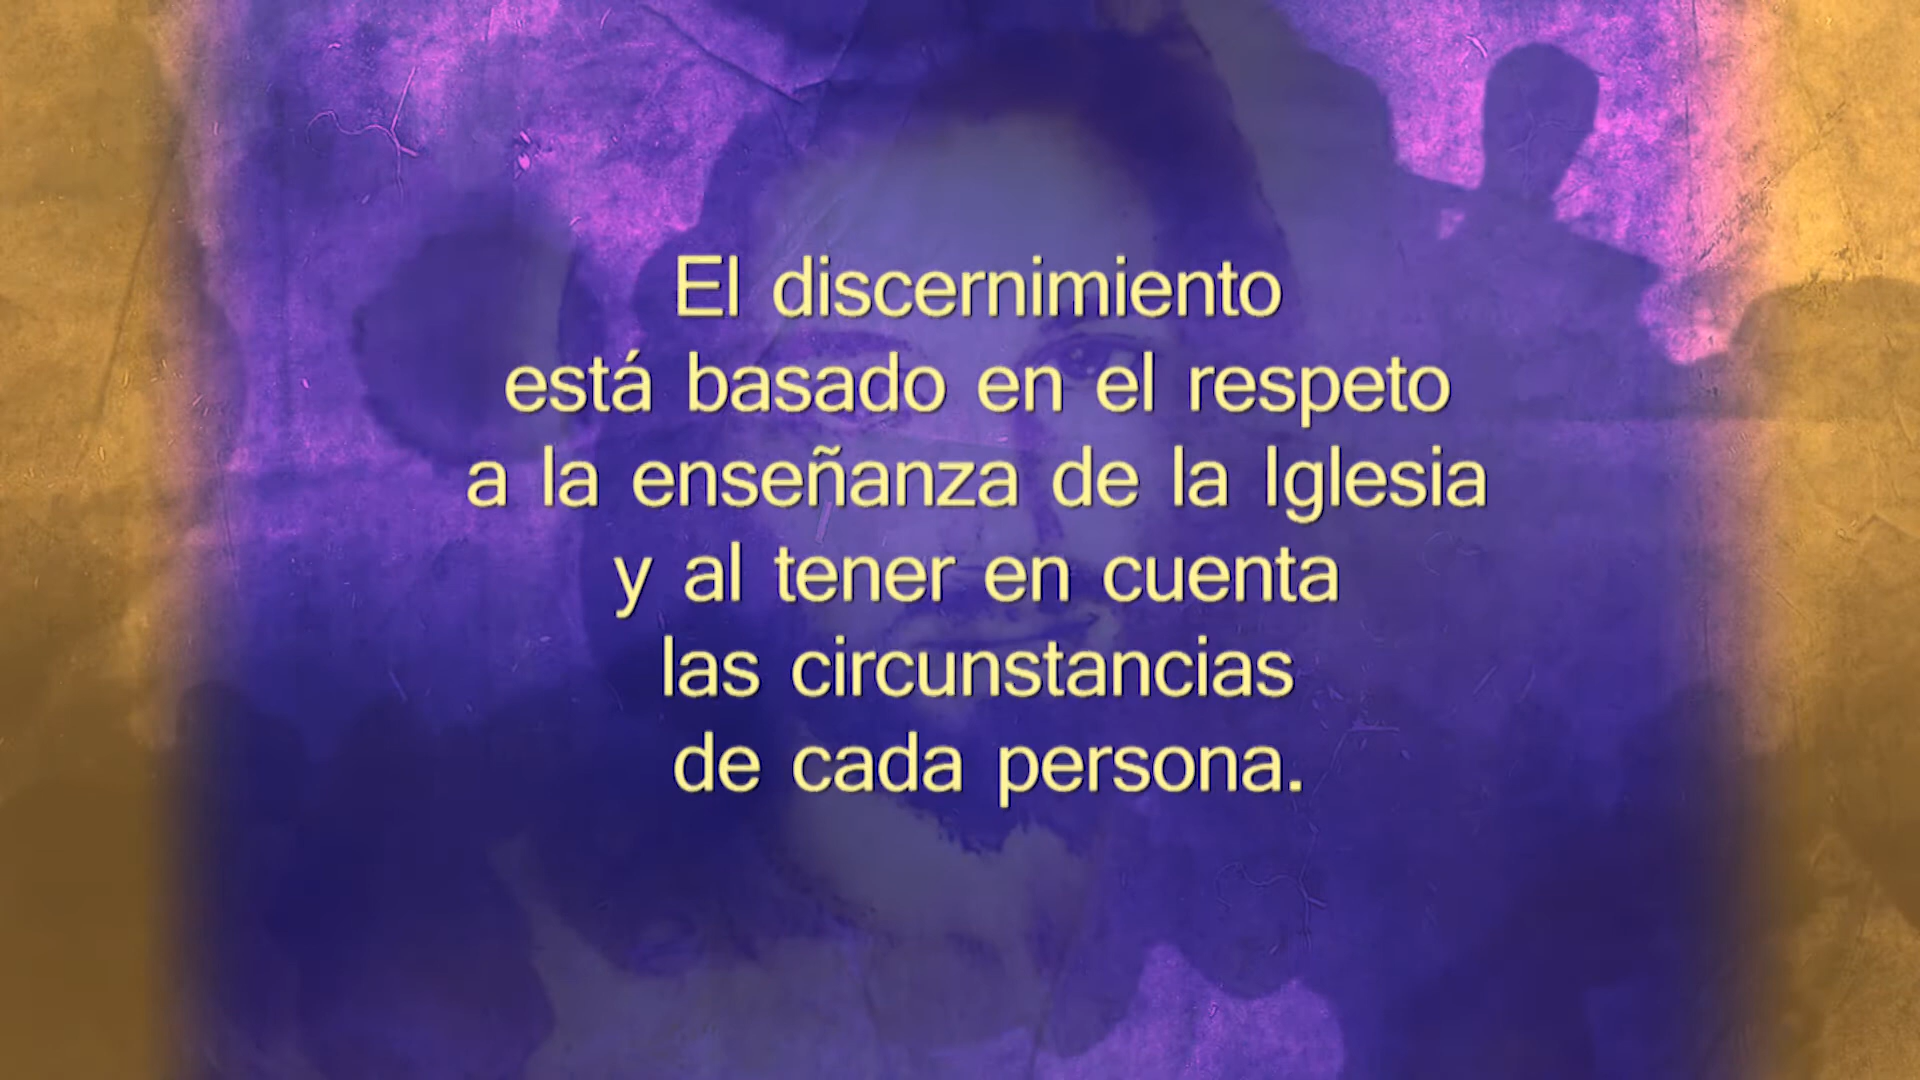 El discernimiento
está basado en el respeto
a la enseñanza de la Iglesia
y al tener en cuenta
las circunstancias
de cada persona.